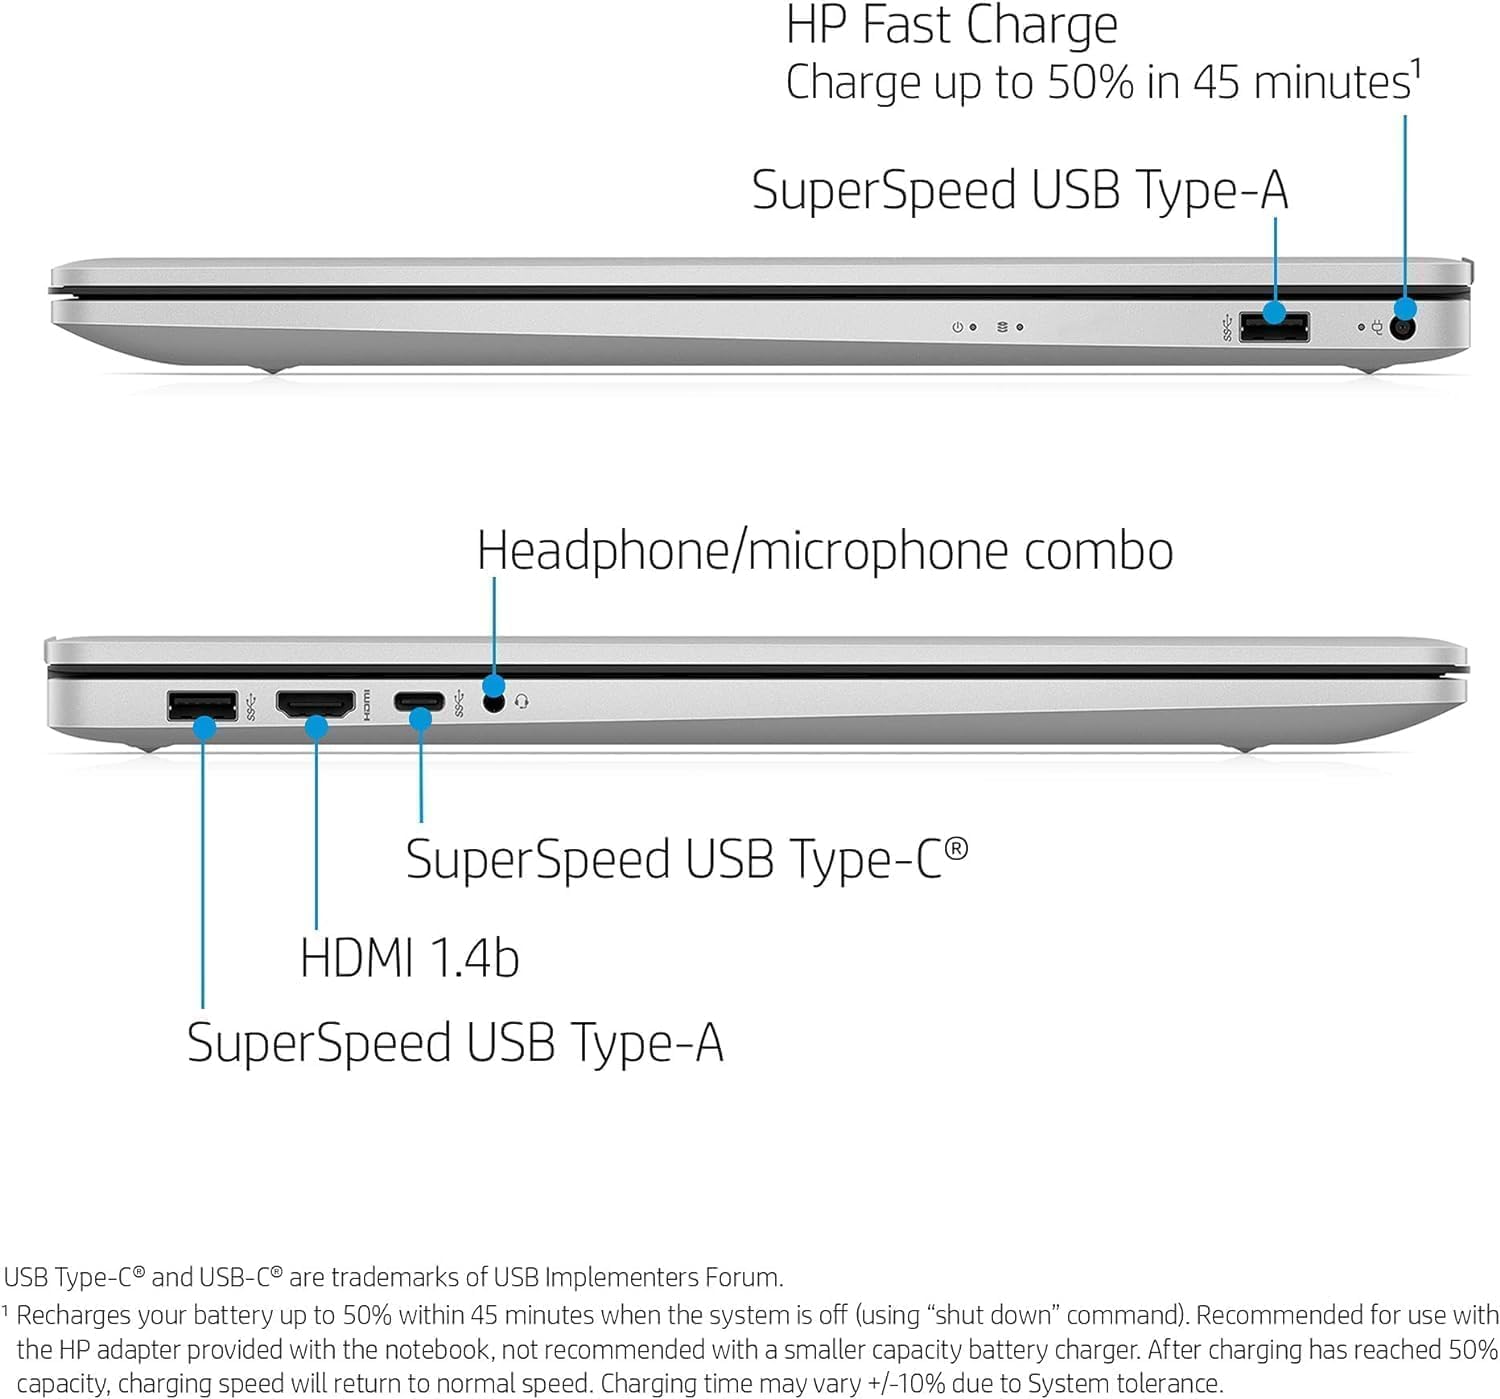 HP Fast Charge
Charge up to 50% in 45 minutes¹
SuperSpeed USB Type-A
Headphone/microphone combo
HDMI
SuperSpeed USB Type-C®
HDMI 1.4b
SuperSpeed USB Type-A
USB Type-C® and USB-C® are trademarks of USB Implementers Forum.
¹ Recharges your battery up to 50% within 45 minutes when the system is off (using “shut down” command). Recommended for use with
the HP adapter provided with the notebook, not recommended with a smaller capacity battery charger. After charging has reached 50%
capacity, charging speed will return to normal speed. Charging time may vary +/-10% due to System tolerance.